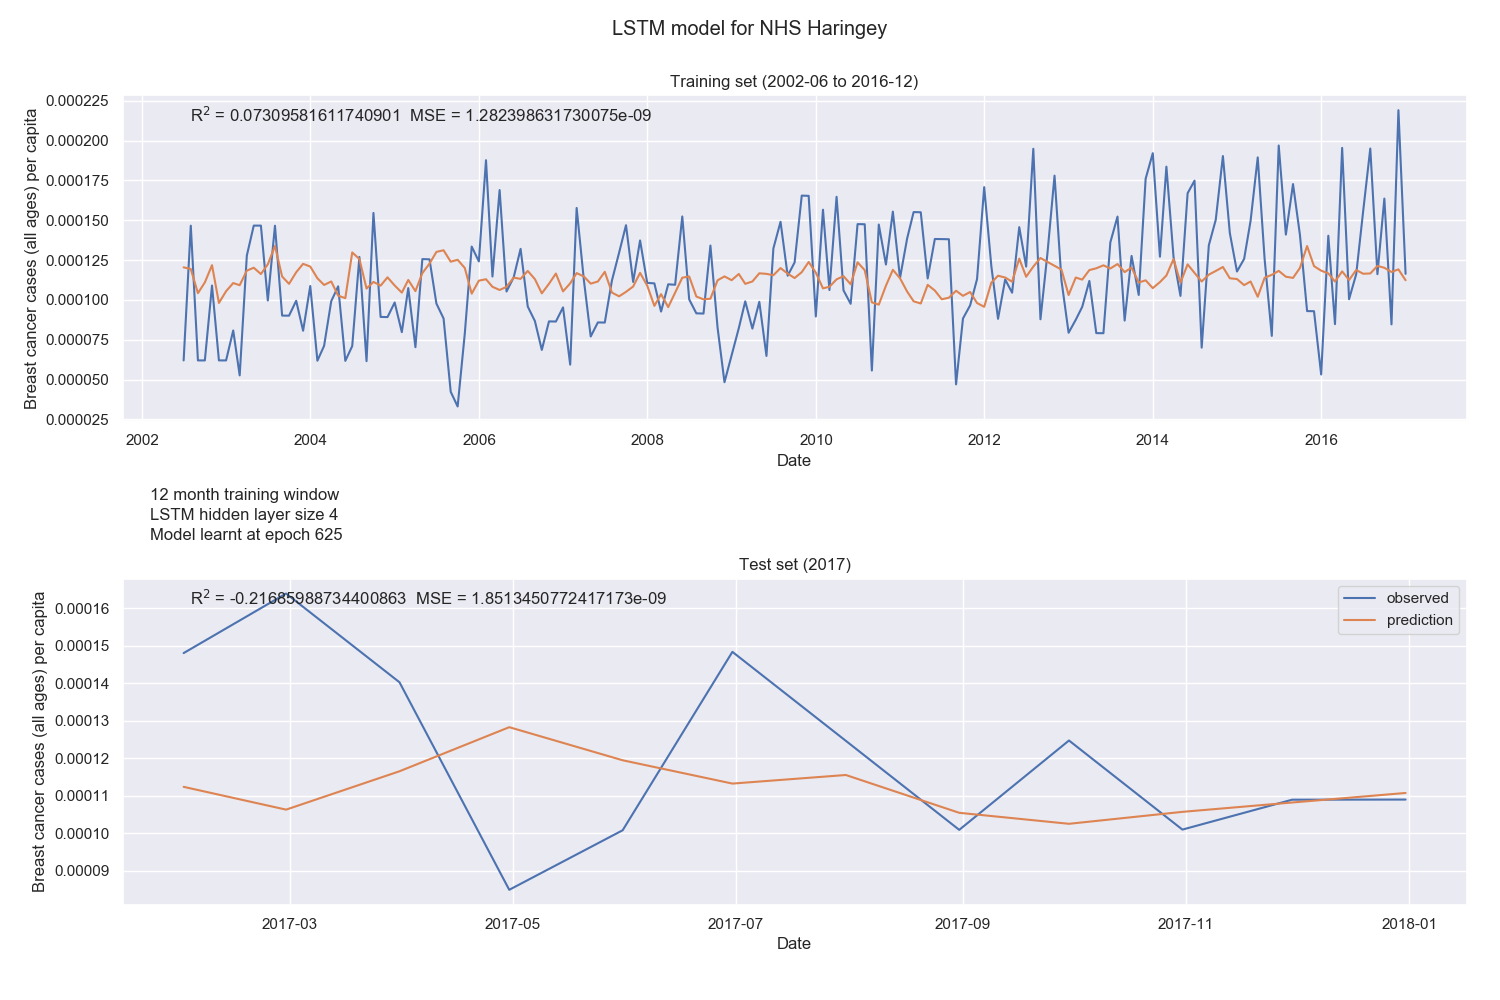 LSTM model for NHS Haringey
Training set (2002-06 to 2016-12)
R² = 0.07309581611740901 MSE = 1.282398631730075e-09
Breast cancer cases (all ages) per capita
0.000225
0.000200
0.000175
0.000150
0.000125
0.000100
0.000075
0.000050
0.000025
2002 2004 2006 2008 2010 2012 2014 2016
Date
12 month training window
LSTM hidden layer size 4
Model learnt at epoch 625
Test set (2017)
R² = -0.21685988734400863 MSE = 1.8513450772417173e-09
observed
prediction
Breast cancer cases (all ages) per capita
0.00016
0.00015
0.00014
0.00013
0.00012
0.00011
0.00010
0.00009
2017-03 2017-05 2017-07 2017-09 2017-11 2018-01
Date